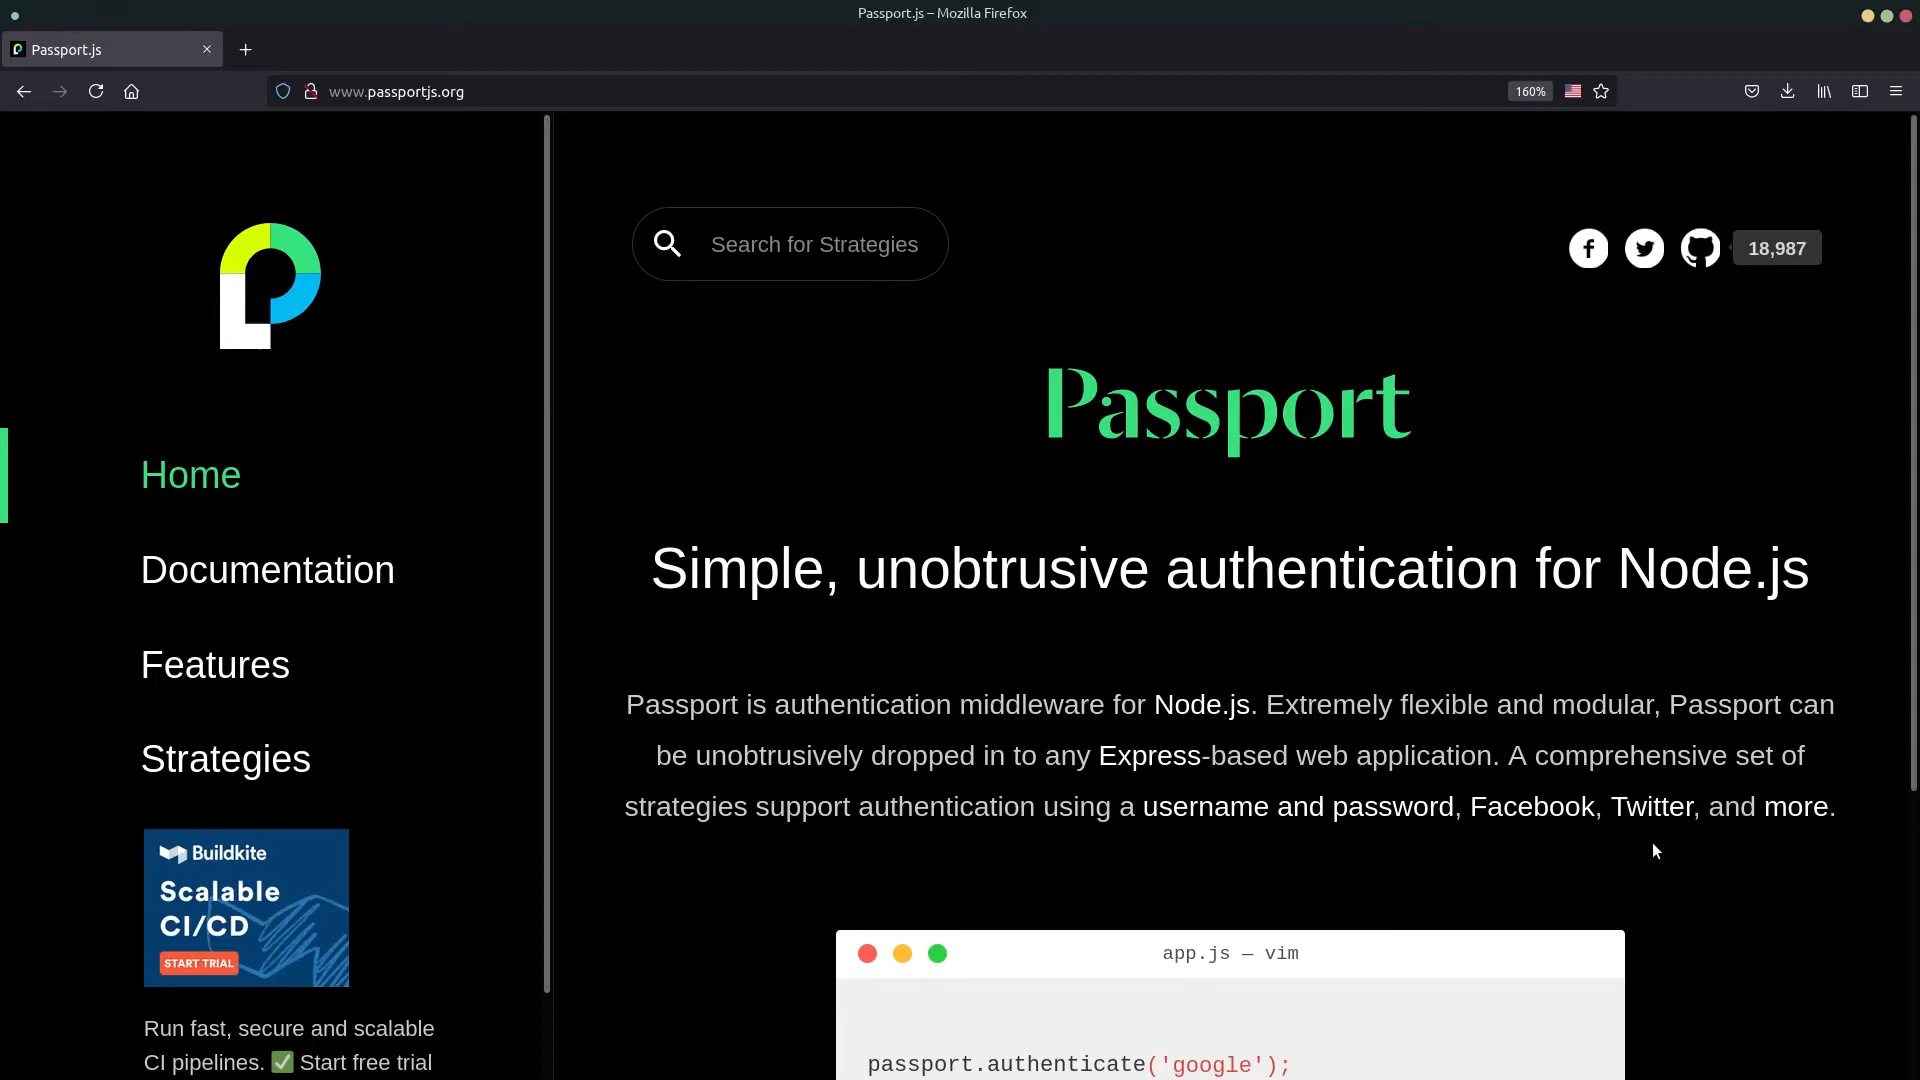 Passport.js – Mozilla Firefox
Passport.js
www.passportjs.org
160%
Search for Strategies
18,987
Home
Documentation
Features
Strategies
Buildkite
Scalable
CI/CD
START TRIAL
Run fast, secure and scalable
CI pipelines. ✅ Start free trial
Passport
Simple, unobtrusive authentication for Node.js
Passport is authentication middleware for Node.js. Extremely flexible and modular, Passport can
be unobtrusively dropped in to any Express-based web application. A comprehensive set of
strategies support authentication using a username and password, Facebook, Twitter, and more.
app.js — vim
passport.authenticate('google');